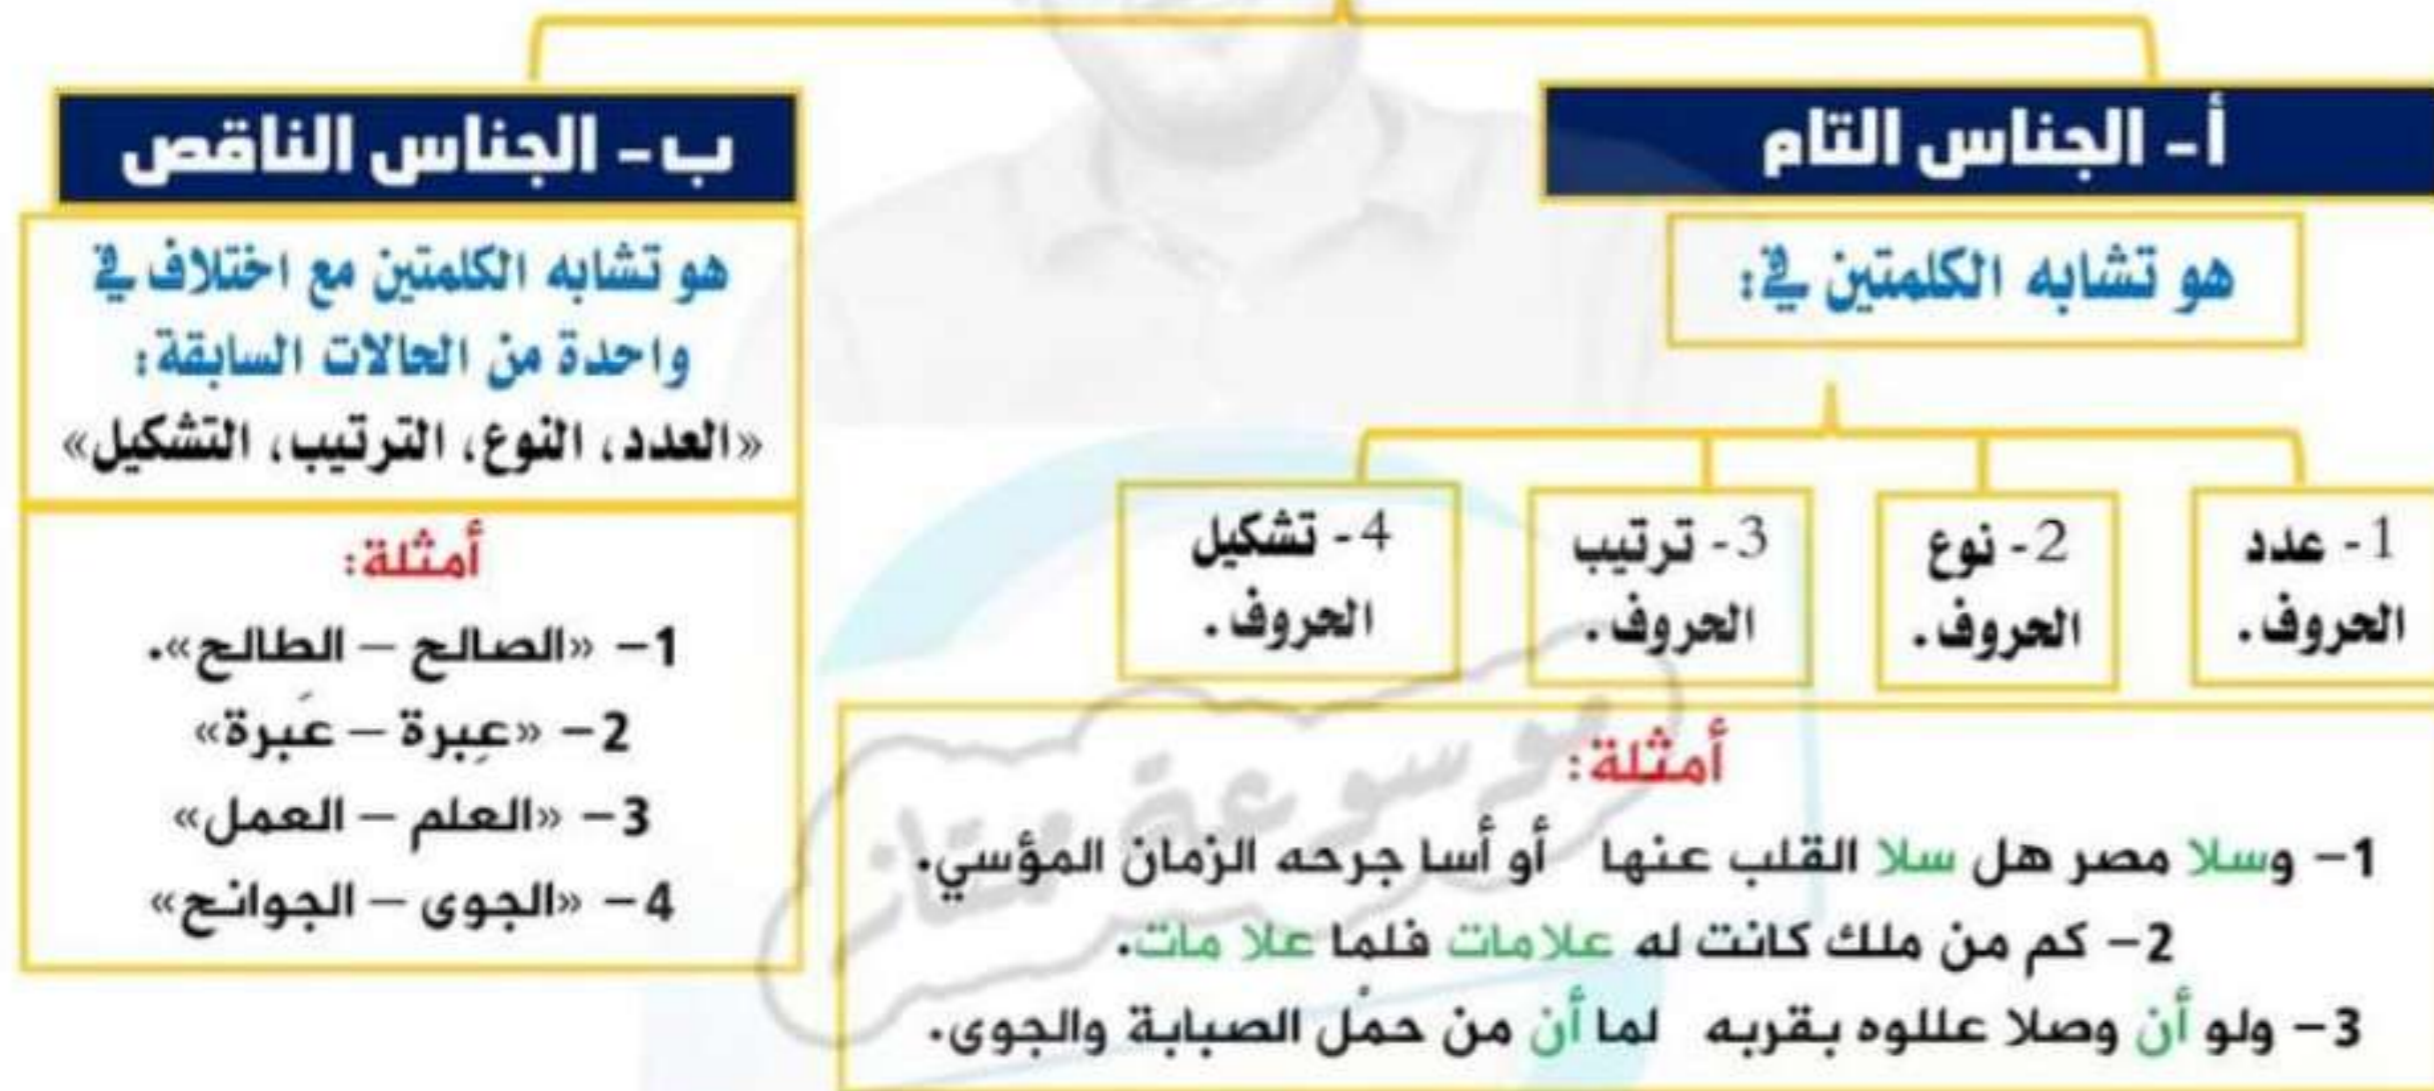 أ- الجناس التام
هو تشابه الكلمتين في:
1- عدد
الحروف.
2- نوع
الحروف.
3- ترتيب
الحروف.
4- تشكيل
الحروف.
أمثلة:
1- وسلا مصر هل سلا القلب عنها أو أسا جرحه الزمان المؤسي.
2- كم من ملك كانت له علامات فلما علا مات.
3- ولو أن وصلا عللوه بقربه لما أن من حمْل الصبابة والجوى.
ب- الجناس الناقص
هو تشابه الكلمتين مع اختلاف في
واحدة من الحالات السابقة:
«العدد، النوع، الترتيب، التشكيل»
أمثلة:
1- «الصالح – الطالح».
2- «عِبرة – عَبرة»
3- «العلم – العمل»
4- «الجوى – الجوانح»
موسوعة ممتاز